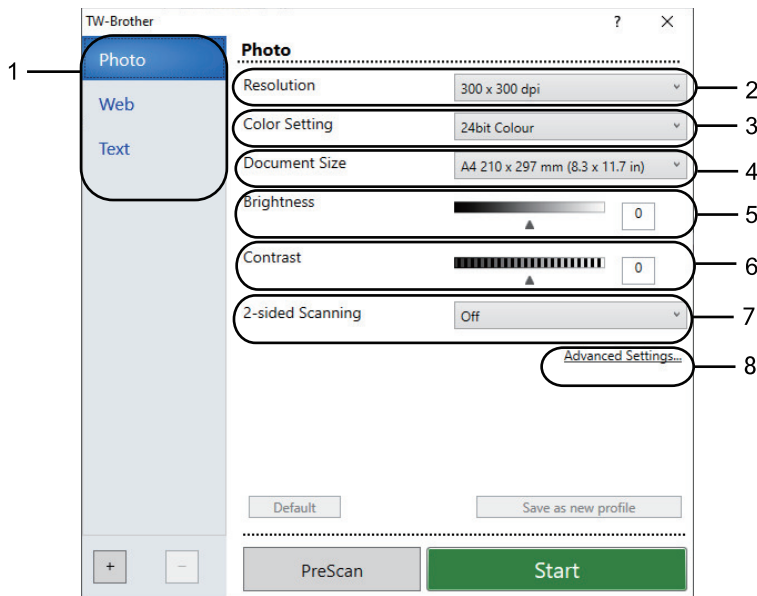 TW-Brother ? ×
1
Photo
Web
Text
Photo
Resolution 300 x 300 dpi 2
Color Setting 24bit Colour 3
Document Size A4 210 x 297 mm (8.3 x 11.7 in) 4
Brightness 0 5
Contrast 0 6
2-sided Scanning Off 7
Advanced Settings... 8
Default Save as new profile
+ − PreScan Start